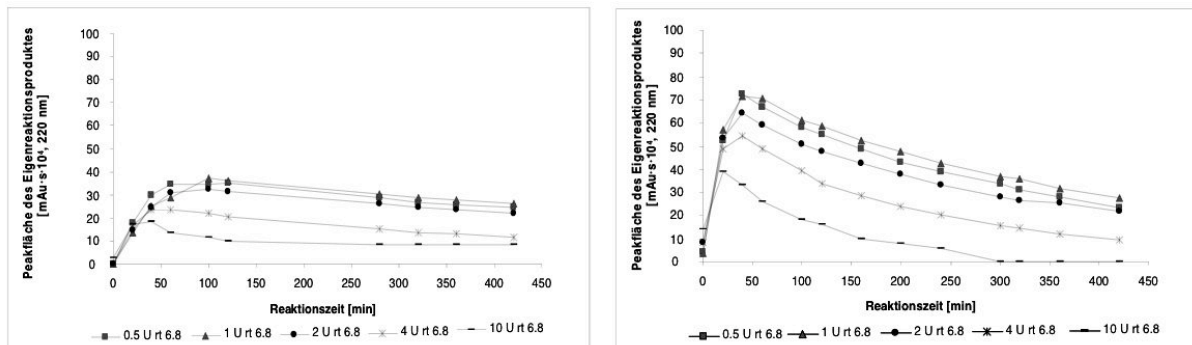 Peakfläche des Eigenreaktionsproduktes
[mAu·s·10⁴, 220 nm]
100
90
80
70
60
50
40
30
20
10
0
0 50 100 150 200 250 300 350 400 450
Reaktionszeit [min]
0.5 U rt 6.8 1 U rt 6.8 2 U rt 6.8 4 U rt 6.8 10 U rt 6.8
Peakfläche des Eigenreaktionsproduktes
[mAu·s·10⁴, 220 nm]
100
90
80
70
60
50
40
30
20
10
0
0 50 100 150 200 250 300 350 400 450
Reaktionszeit [min]
0.5 U rt 6.8 1 U rt 6.8 2 U rt 6.8 4 U rt 6.8 10 U rt 6.8